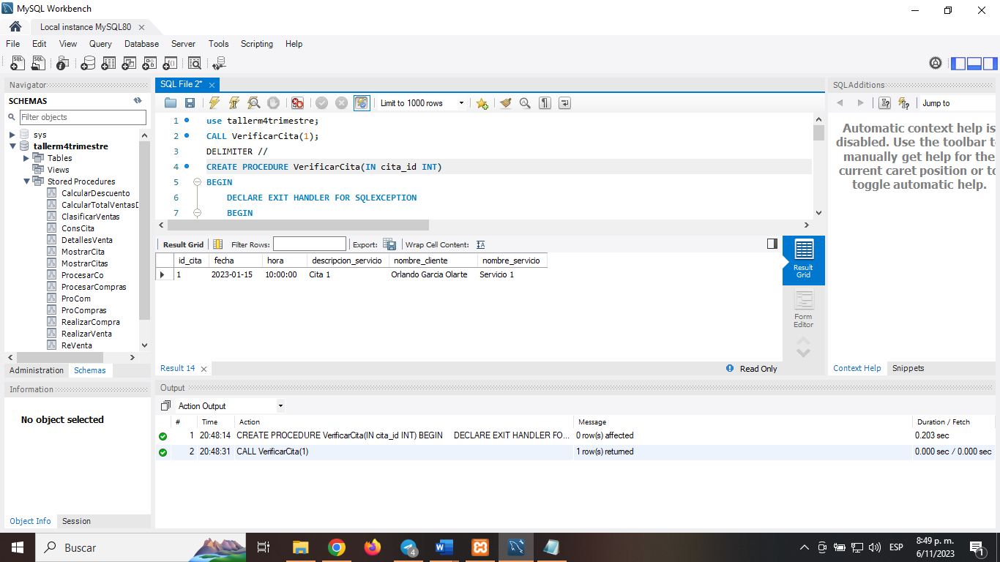 MySQL Workbench
Local instance MySQL80
File Edit View Query Database Server Tools Scripting Help
Navigator
SCHEMAS
Filter objects
sys
tallerm4trimestre
Tables
Views
Stored Procedures
CalcularDescuento
CalcularTotalVentasD
ClasificarVentas
ConsCita
DetallesVenta
MostrarCita
MostrarCitas
ProcesarCo
ProcesarCompras
ProCom
ProCompras
RealizarCompra
RealizarVenta
ReVenta
Administration Schemas
Information
No object selected
Object Info Session
SQL File 2*
Limit to 1000 rows
1 use tallerm4trimestre;
2 CALL VerificarCita(1);
3 DELIMITER //
4 CREATE PROCEDURE VerificarCita(IN cita_id INT)
5 BEGIN
6 DECLARE EXIT HANDLER FOR SQLEXCEPTION
7 BEGIN
Result Grid Filter Rows: Export: Wrap Cell Content:
id_cita fecha hora descripcion_servicio nombre_cliente nombre_servicio
1 2023-01-15 10:00:00 Cita 1 Orlando Garcia Olarte Servicio 1
Result Grid
Form Editor
Result 14
Read Only
SQLAdditions
Jump to
Automatic context help is
disabled. Use the toolbar t
manually get help for the
current caret position or to
toggle automatic help.
Context Help Snippets
Output
Action Output
# Time Action Message Duration / Fetch
1 20:48:14 CREATE PROCEDURE VerificarCita(IN cita_id INT) BEGIN DECLARE EXIT HANDLER FO... 0 row(s) affected 0.203 sec
2 20:48:31 CALL VerificarCita(1) 1 row(s) returned 0.000 sec / 0.000 sec
Buscar
4
ESP
8:49 p. m.
6/11/2023
1